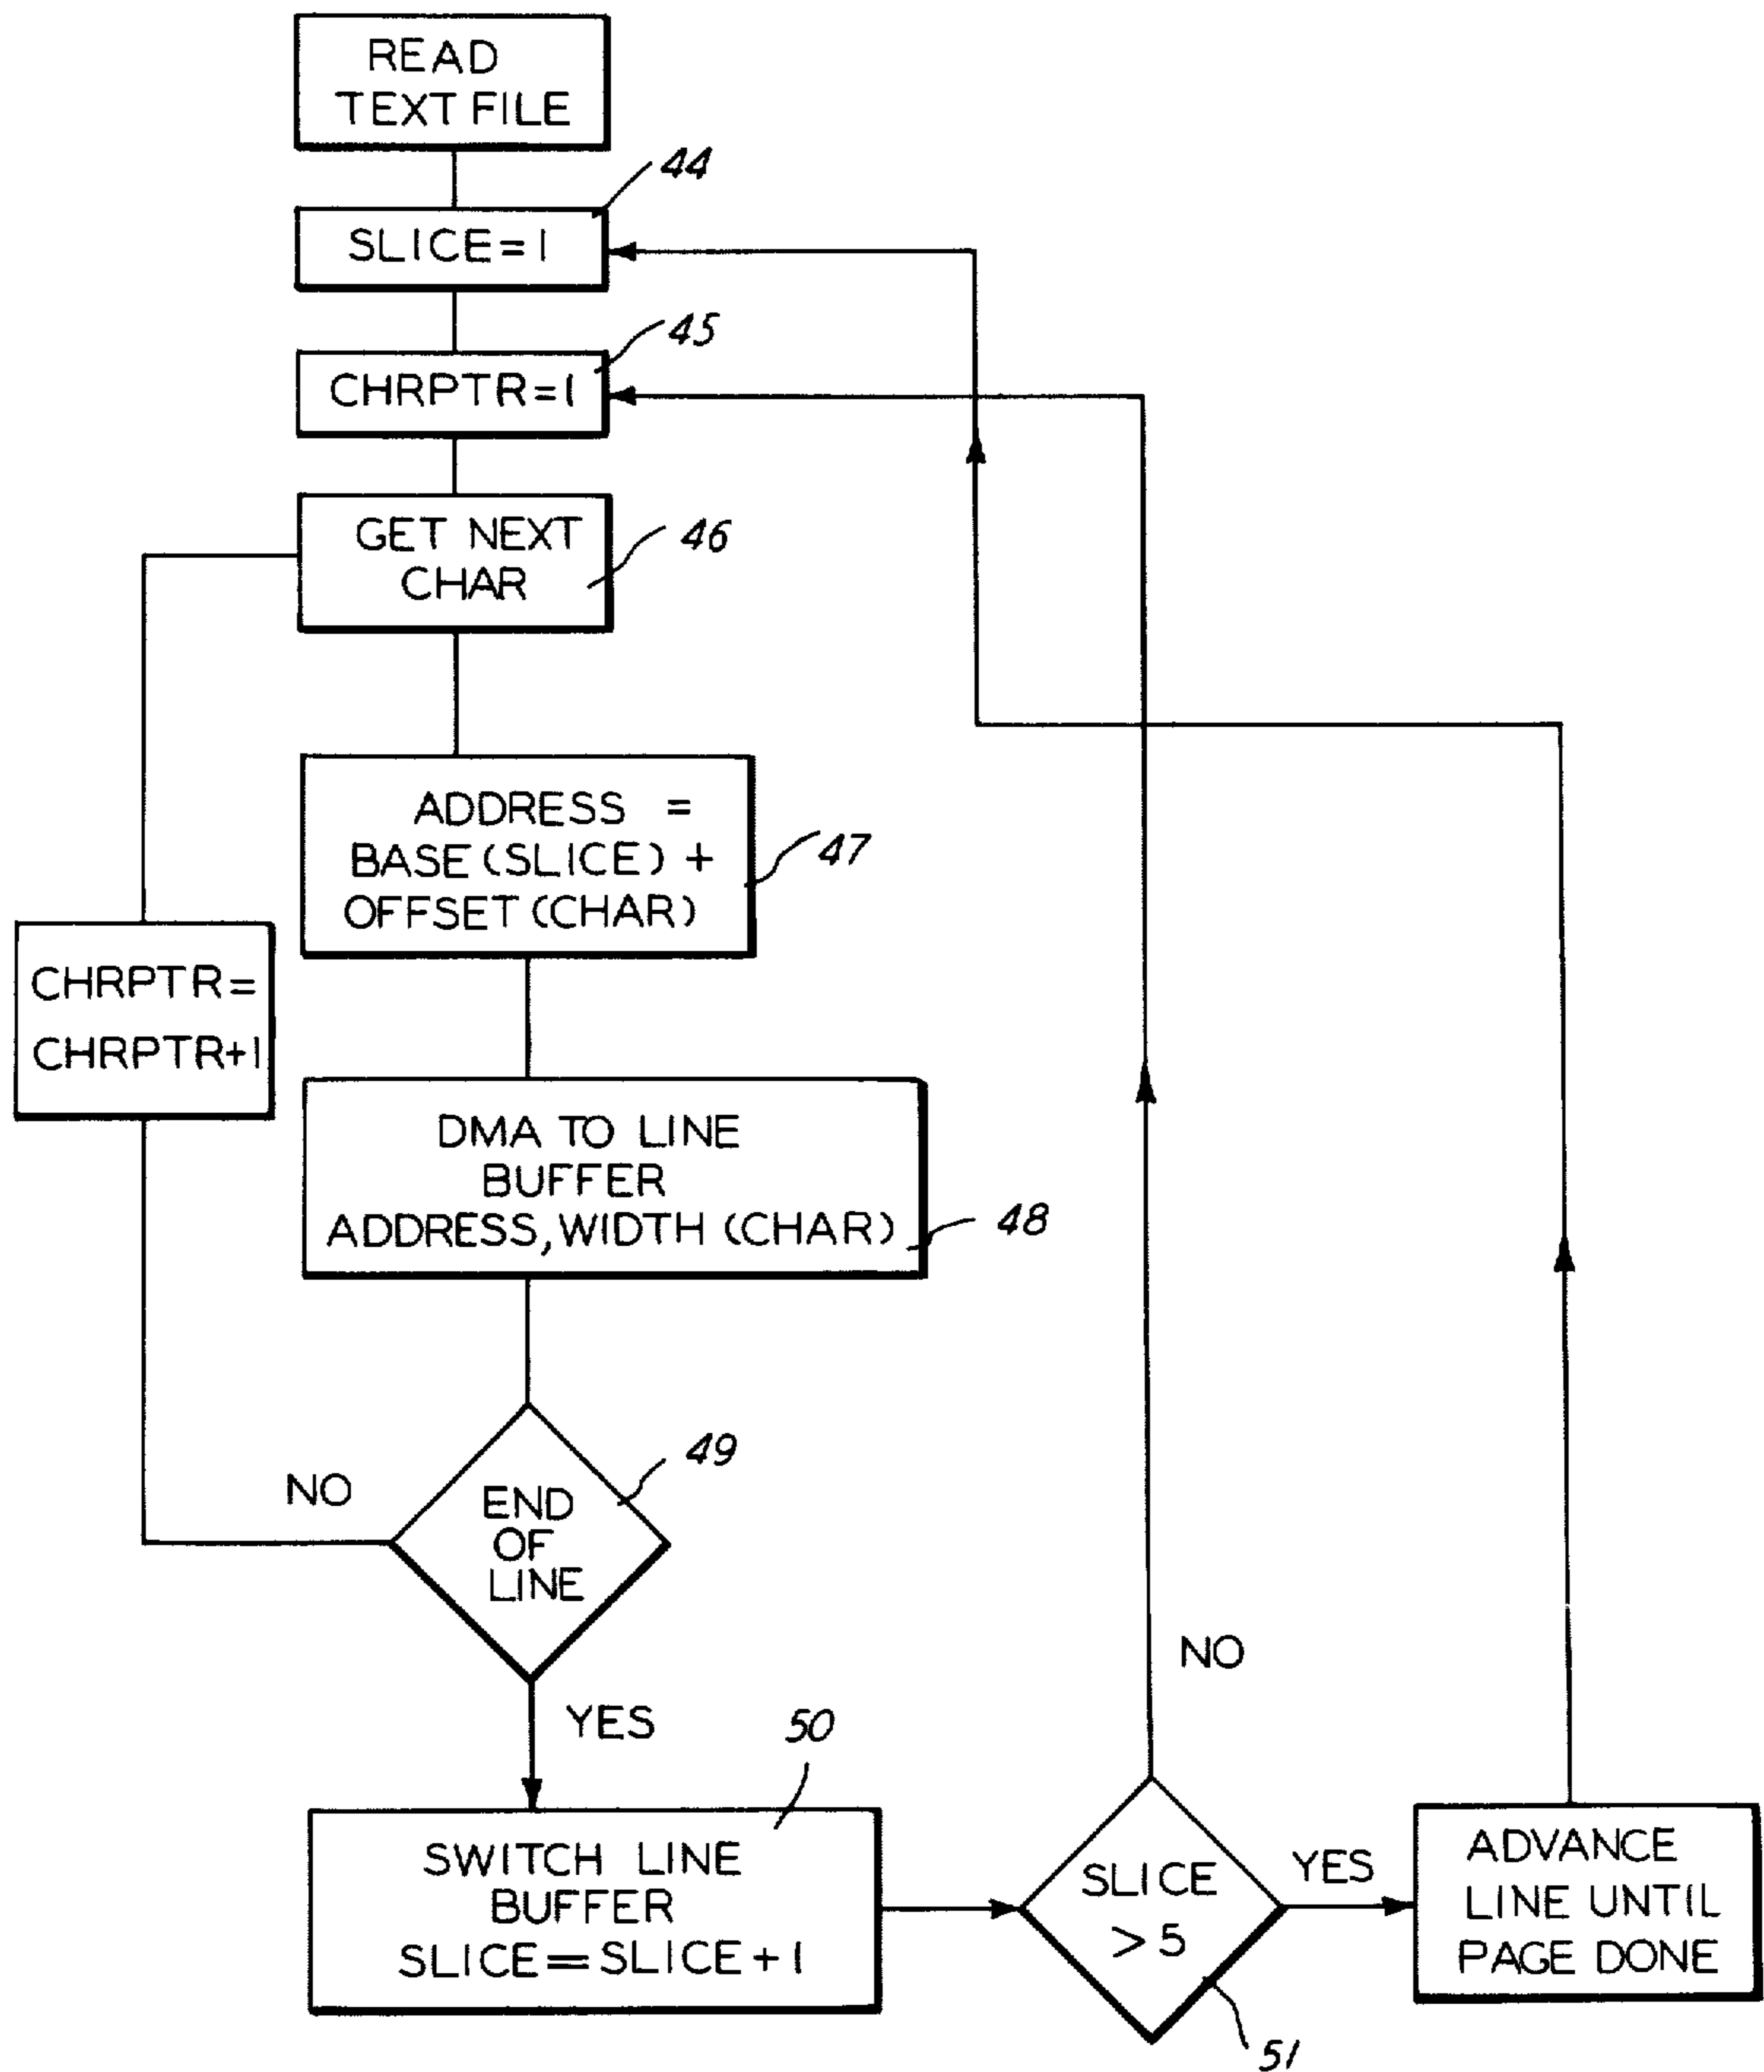 READ
TEXT FILE
44
SLICE = 1
45
CHRPTR = 1
GET NEXT
CHAR
46
ADDRESS =
BASE (SLICE) +
OFFSET (CHAR)
47
CHRPTR =
CHRPTR+1
DMA TO LINE
BUFFER
ADDRESS, WIDTH (CHAR)
48
END
OF
LINE
49
NO
YES
SWITCH LINE
BUFFER
SLICE = SLICE + 1
50
SLICE
> 5
51
NO
YES
ADVANCE
LINE UNTIL
PAGE DONE